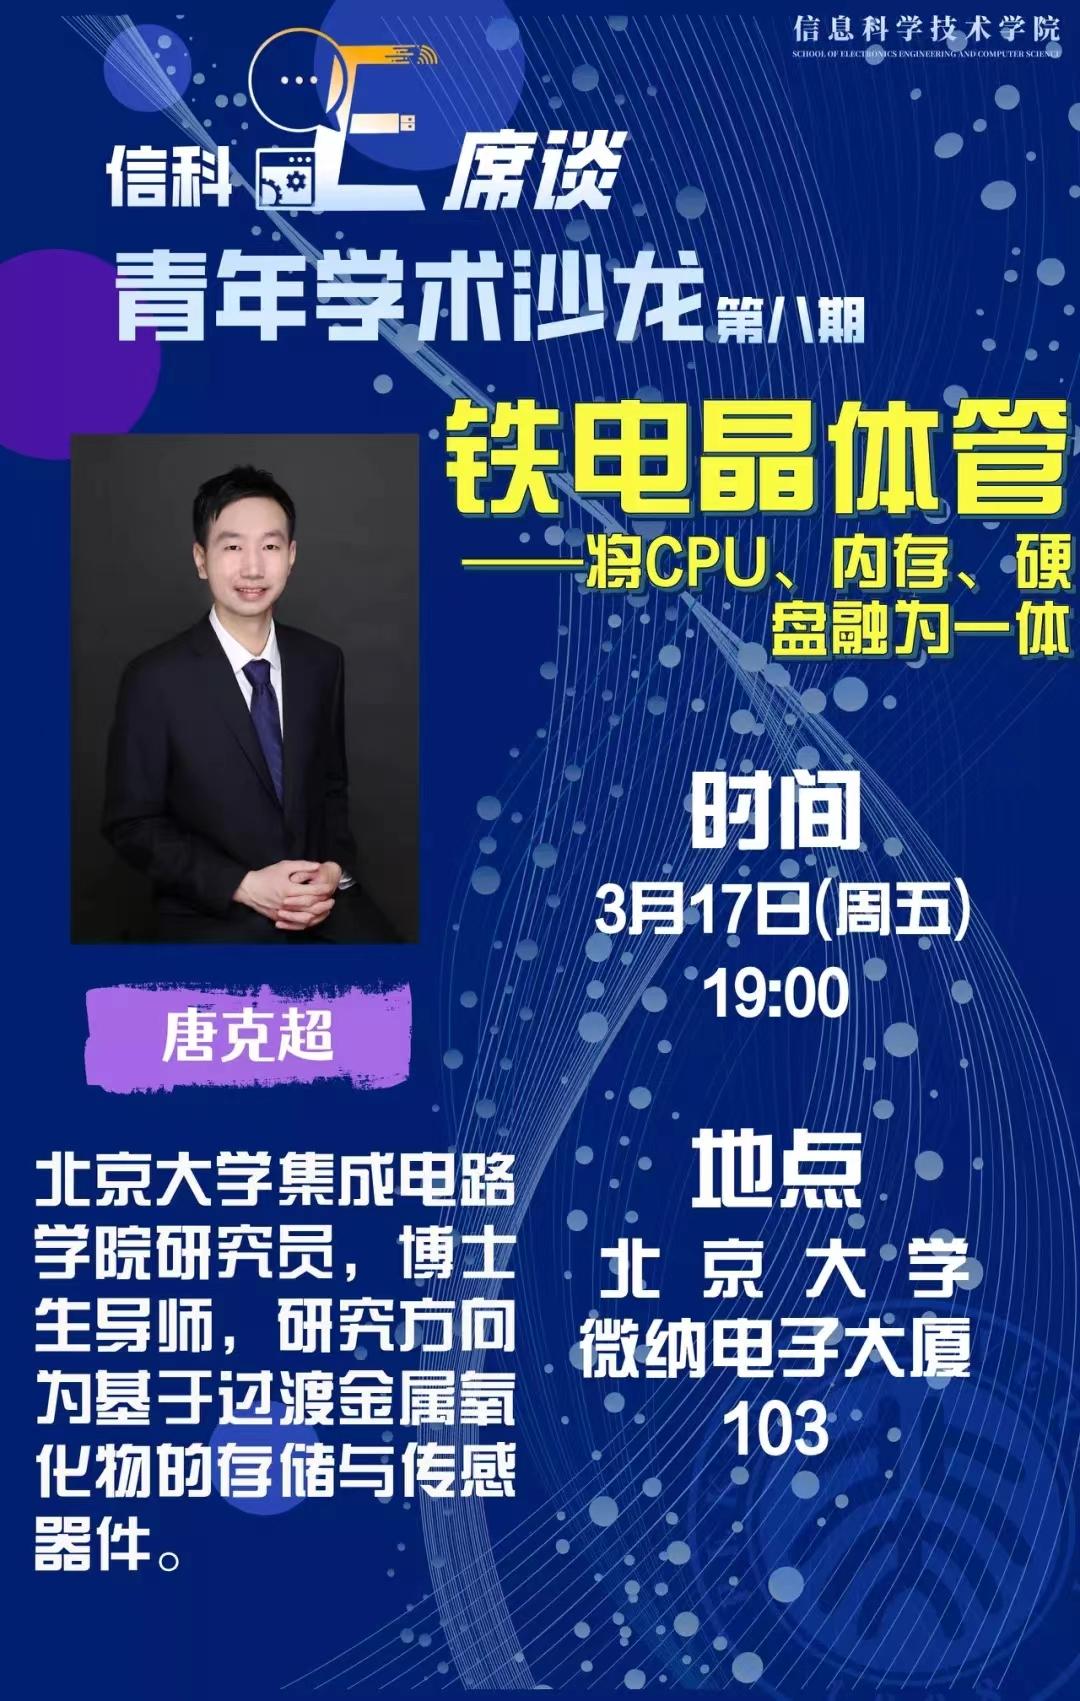 信息科学技术学院
SCHOOL OF ELECTRONICS ENGINEERING AND COMPUTER SCIENCE
信科 E 席谈
青年学术沙龙 第八期
铁电晶体管
——将CPU、内存、硬
盘融为一体
时间
3月17日(周五)
19:00
唐克超
北京大学集成电路
学院研究员，博士
生导师，研究方向
为基于过渡金属氧
化物的存储与传感
器件。
地点
北京大学
微纳电子大厦
103